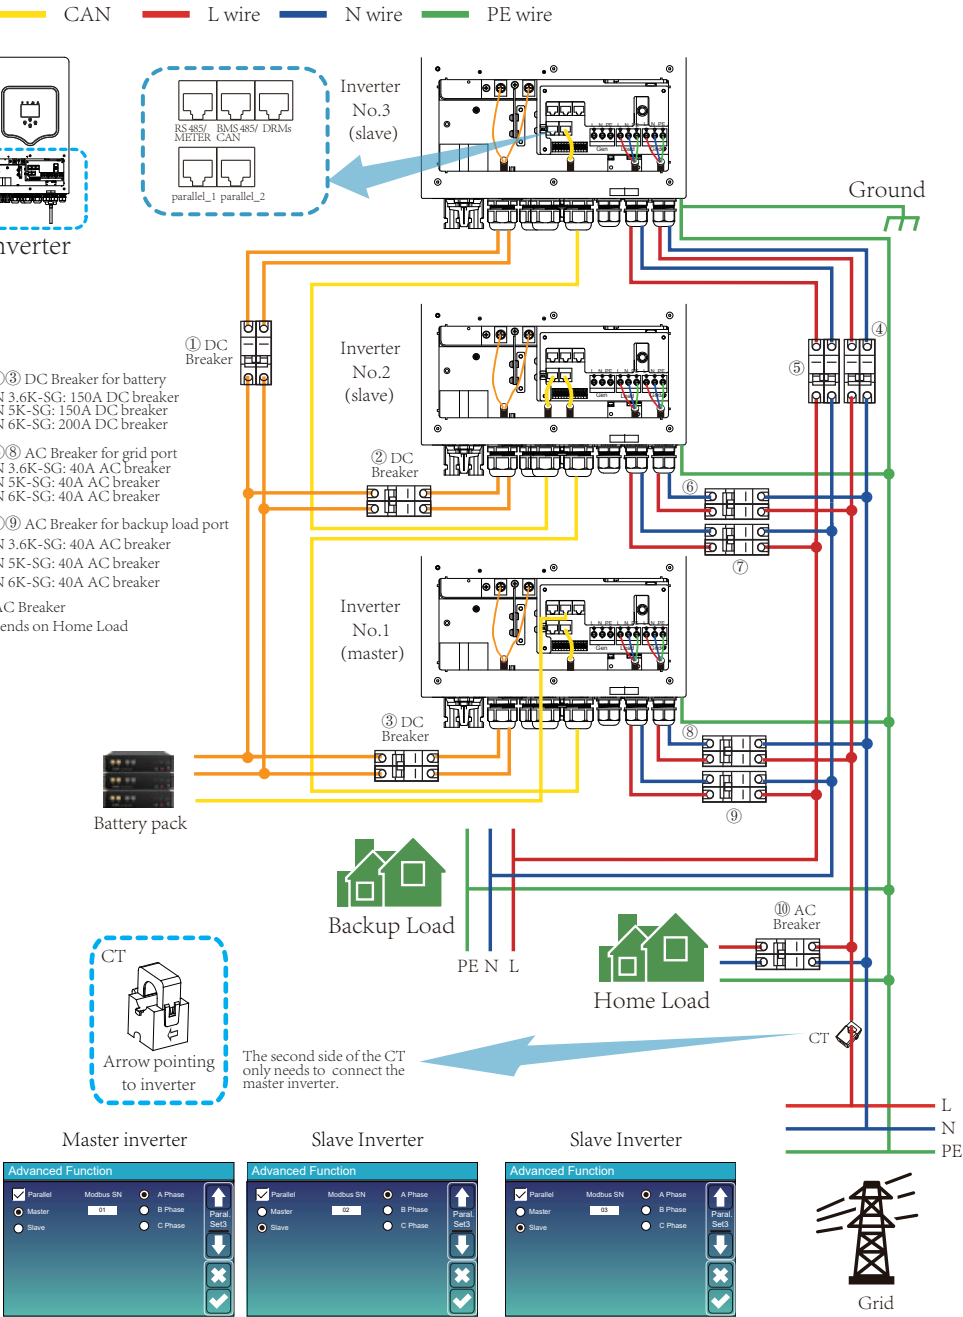 CAN L wire N wire PE wire
Inverter
No.3
(slave)
RS 485/ BMS 485/ DRMs
METER CAN
parallel_1 parallel_2
Ground
① DC
Breaker
Inverter
No.2
(slave)
④
⑤
③ DC Breaker for battery
3.6K-SG: 150A DC breaker
5K-SG: 150A DC breaker
6K-SG: 200A DC breaker
⑧ AC Breaker for grid port
3.6K-SG: 40A AC breaker
5K-SG: 40A AC breaker
6K-SG: 40A AC breaker
⑨ AC Breaker for backup load port
3.6K-SG: 40A AC breaker
5K-SG: 40A AC breaker
6K-SG: 40A AC breaker
AC Breaker
ends on Home Load
② DC
Breaker
⑥
⑦
Inverter
No.1
(master)
L N PE
Gen Load Grid
③ DC
Breaker
⑧
⑨
Battery pack
Backup Load
PE N L
⑩ AC
Breaker
Home Load
CT
Arrow pointing
to inverter
The second side of the CT
only needs to connect the
master inverter.
CT
L
N
PE
Grid
Master inverter
Advanced Function
Parallel Modbus SN A Phase
Master 01 B Phase
Slave C Phase
Paral.
Set3
Slave Inverter
Advanced Function
Parallel Modbus SN A Phase
Master 02 B Phase
Slave C Phase
Paral.
Set3
Slave Inverter
Advanced Function
Parallel Modbus SN A Phase
Master 03 B Phase
Slave C Phase
Paral.
Set3